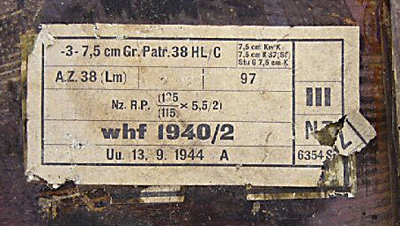 -3- 7,5 cm Gr. Patr. 38 HL/C
7,5 cm Kw K
7,5 cm K 37 (Sf)
Stu G 7,5 cm K
A.Z. 38 (Lm)
97
Nz. R.P. (125/115 × 5,5/2)
III
whf 1940/2
Uu. 13. 9. 1944 A
6354